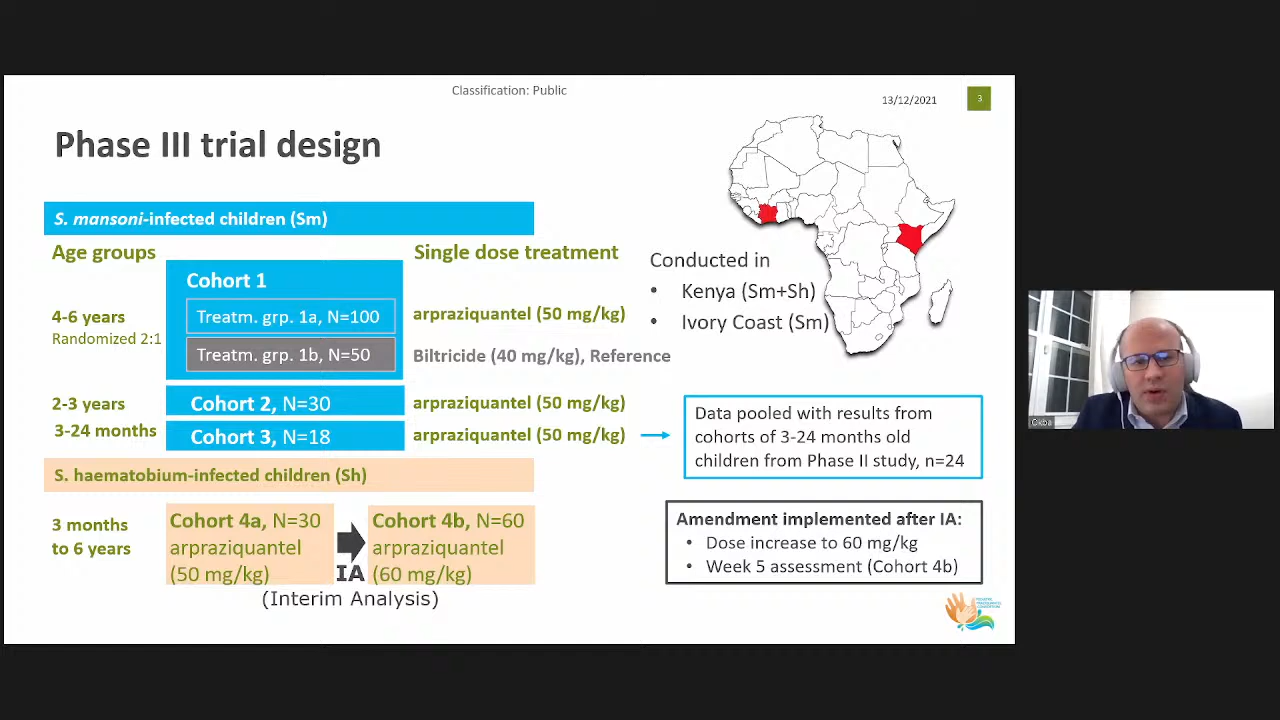 Classification: Public
13/12/2021
3
Phase III trial design
S. mansoni-infected children (Sm)
Age groups
Single dose treatment
Cohort 1
4-6 years
Randomized 2:1
Treatm. grp. 1a, N=100
arpraziquantel (50 mg/kg)
Treatm. grp. 1b, N=50
Biltricide (40 mg/kg), Reference
2-3 years
Cohort 2, N=30
arpraziquantel (50 mg/kg)
3-24 months
Cohort 3, N=18
arpraziquantel (50 mg/kg)
Conducted in
• Kenya (Sm+Sh)
• Ivory Coast (Sm)
Data pooled with results from
cohorts of 3-24 months old
children from Phase II study, n=24
S. haematobium-infected children (Sh)
3 months
to 6 years
Cohort 4a, N=30
arpraziquantel
(50 mg/kg)
IA
(Interim Analysis)
Cohort 4b, N=60
arpraziquantel
(60 mg/kg)
Amendment implemented after IA:
• Dose increase to 60 mg/kg
• Week 5 assessment (Cohort 4b)
PEDIATRIC
PRAZIQUANTEL
CONSORTIUM
Okba